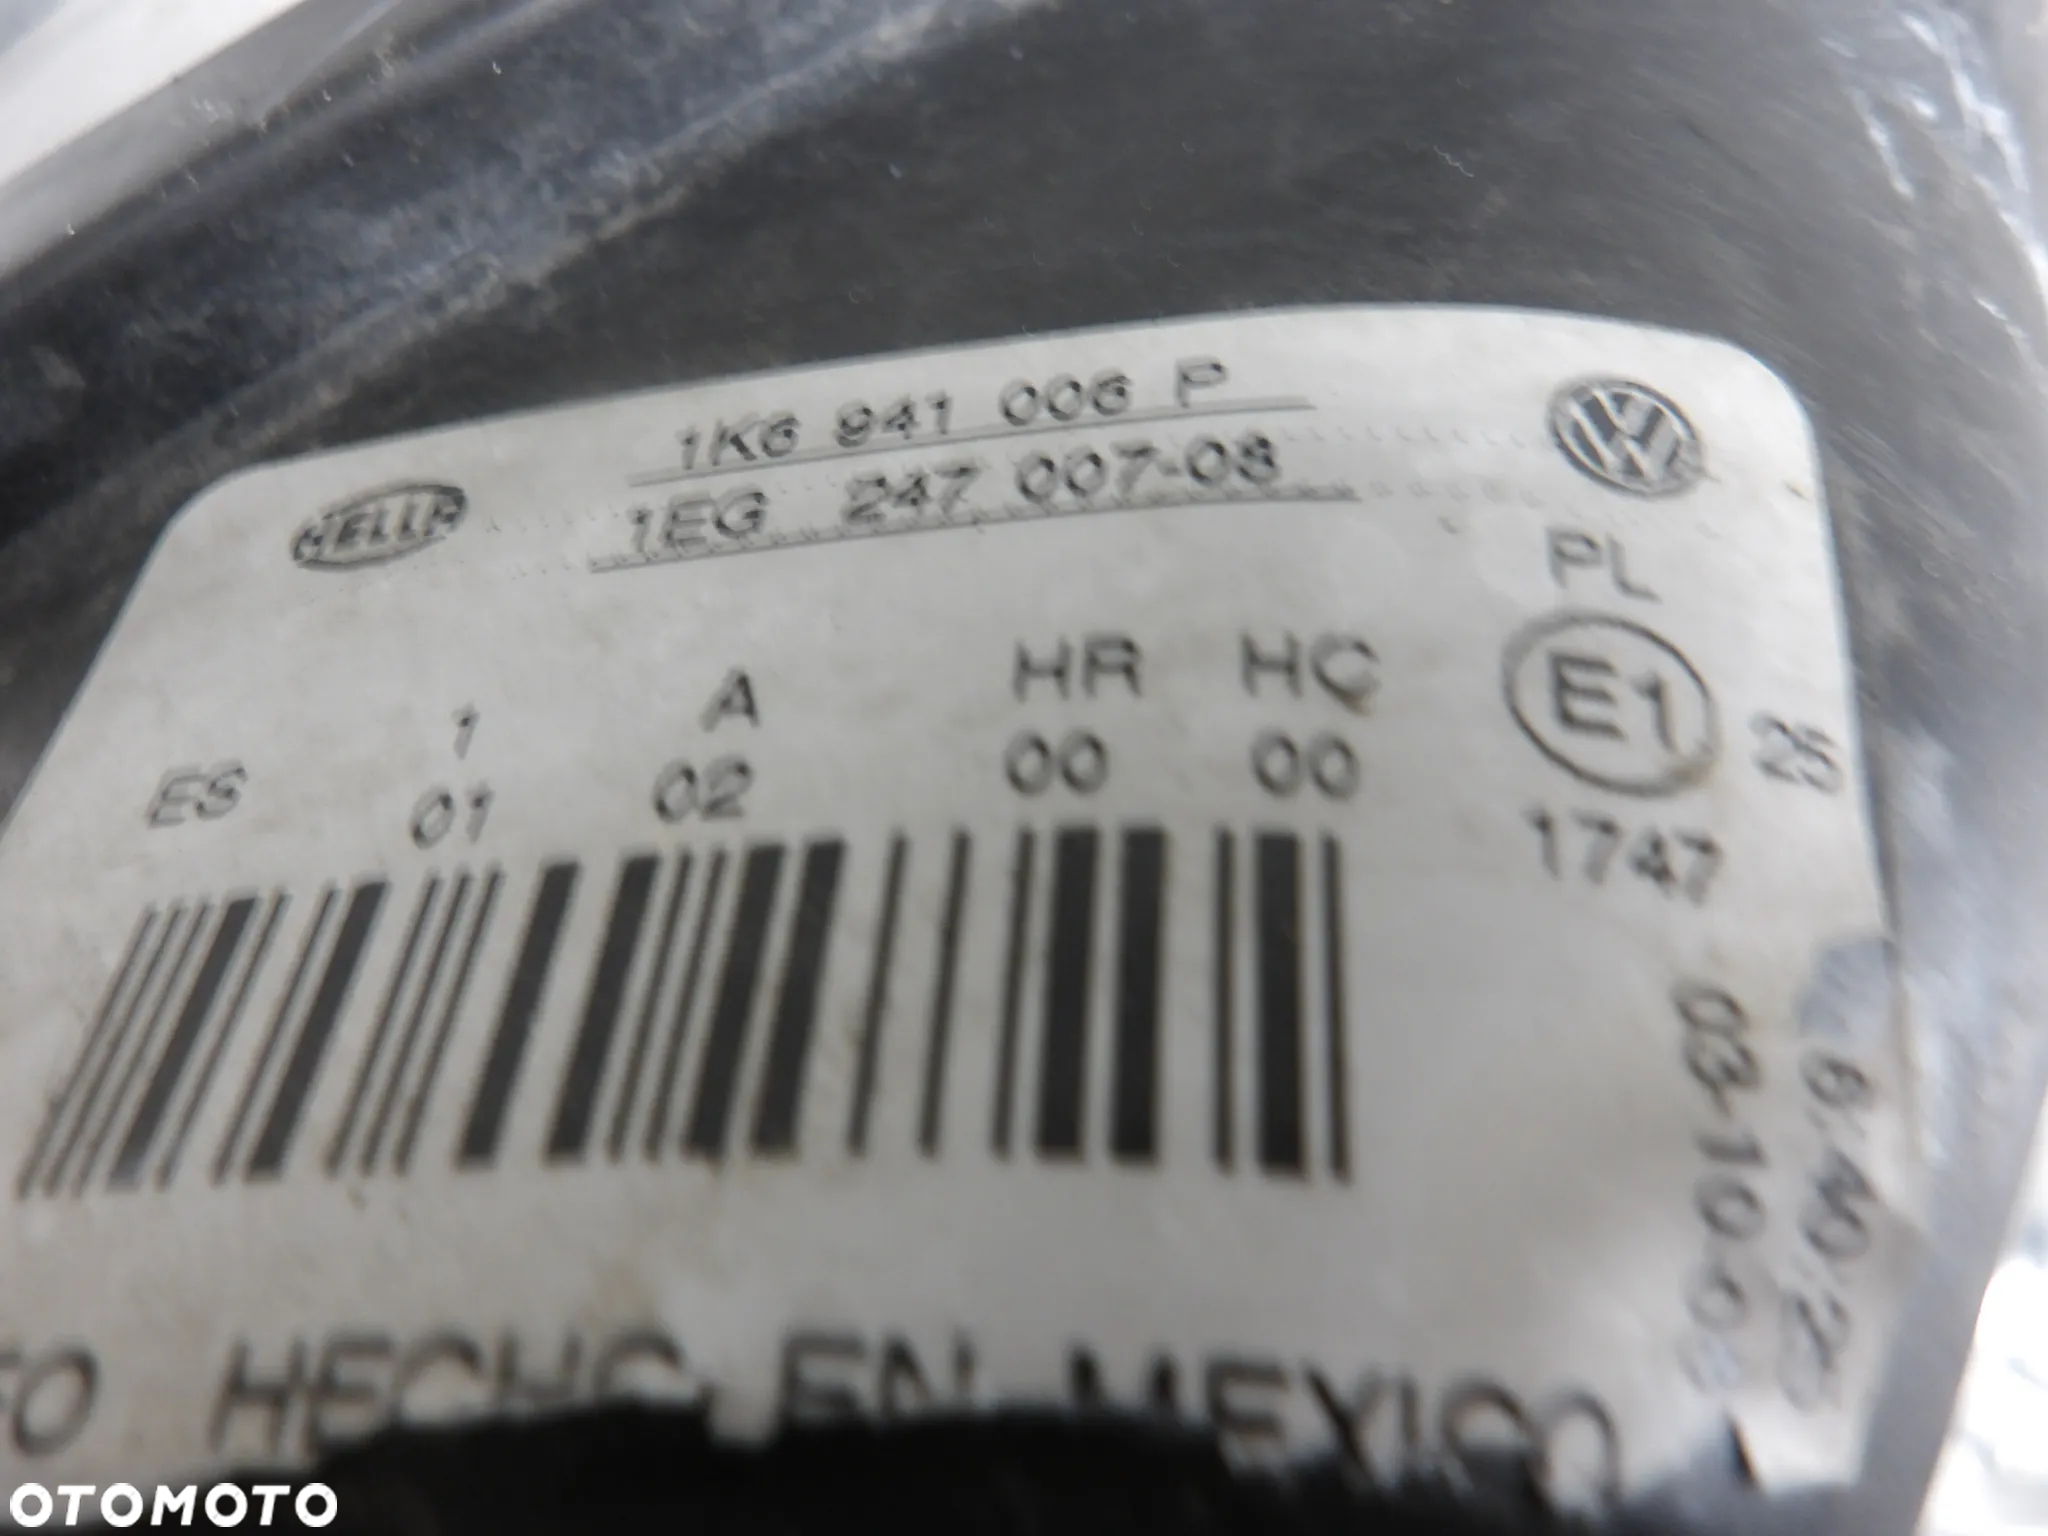 1K6 941 006 P
HELLA
1EG 247 007-08
PL
1 A HR HC
E1
25
ES 01 02 00 00
1747
HECHO EN MEXICO
OTOMOTO